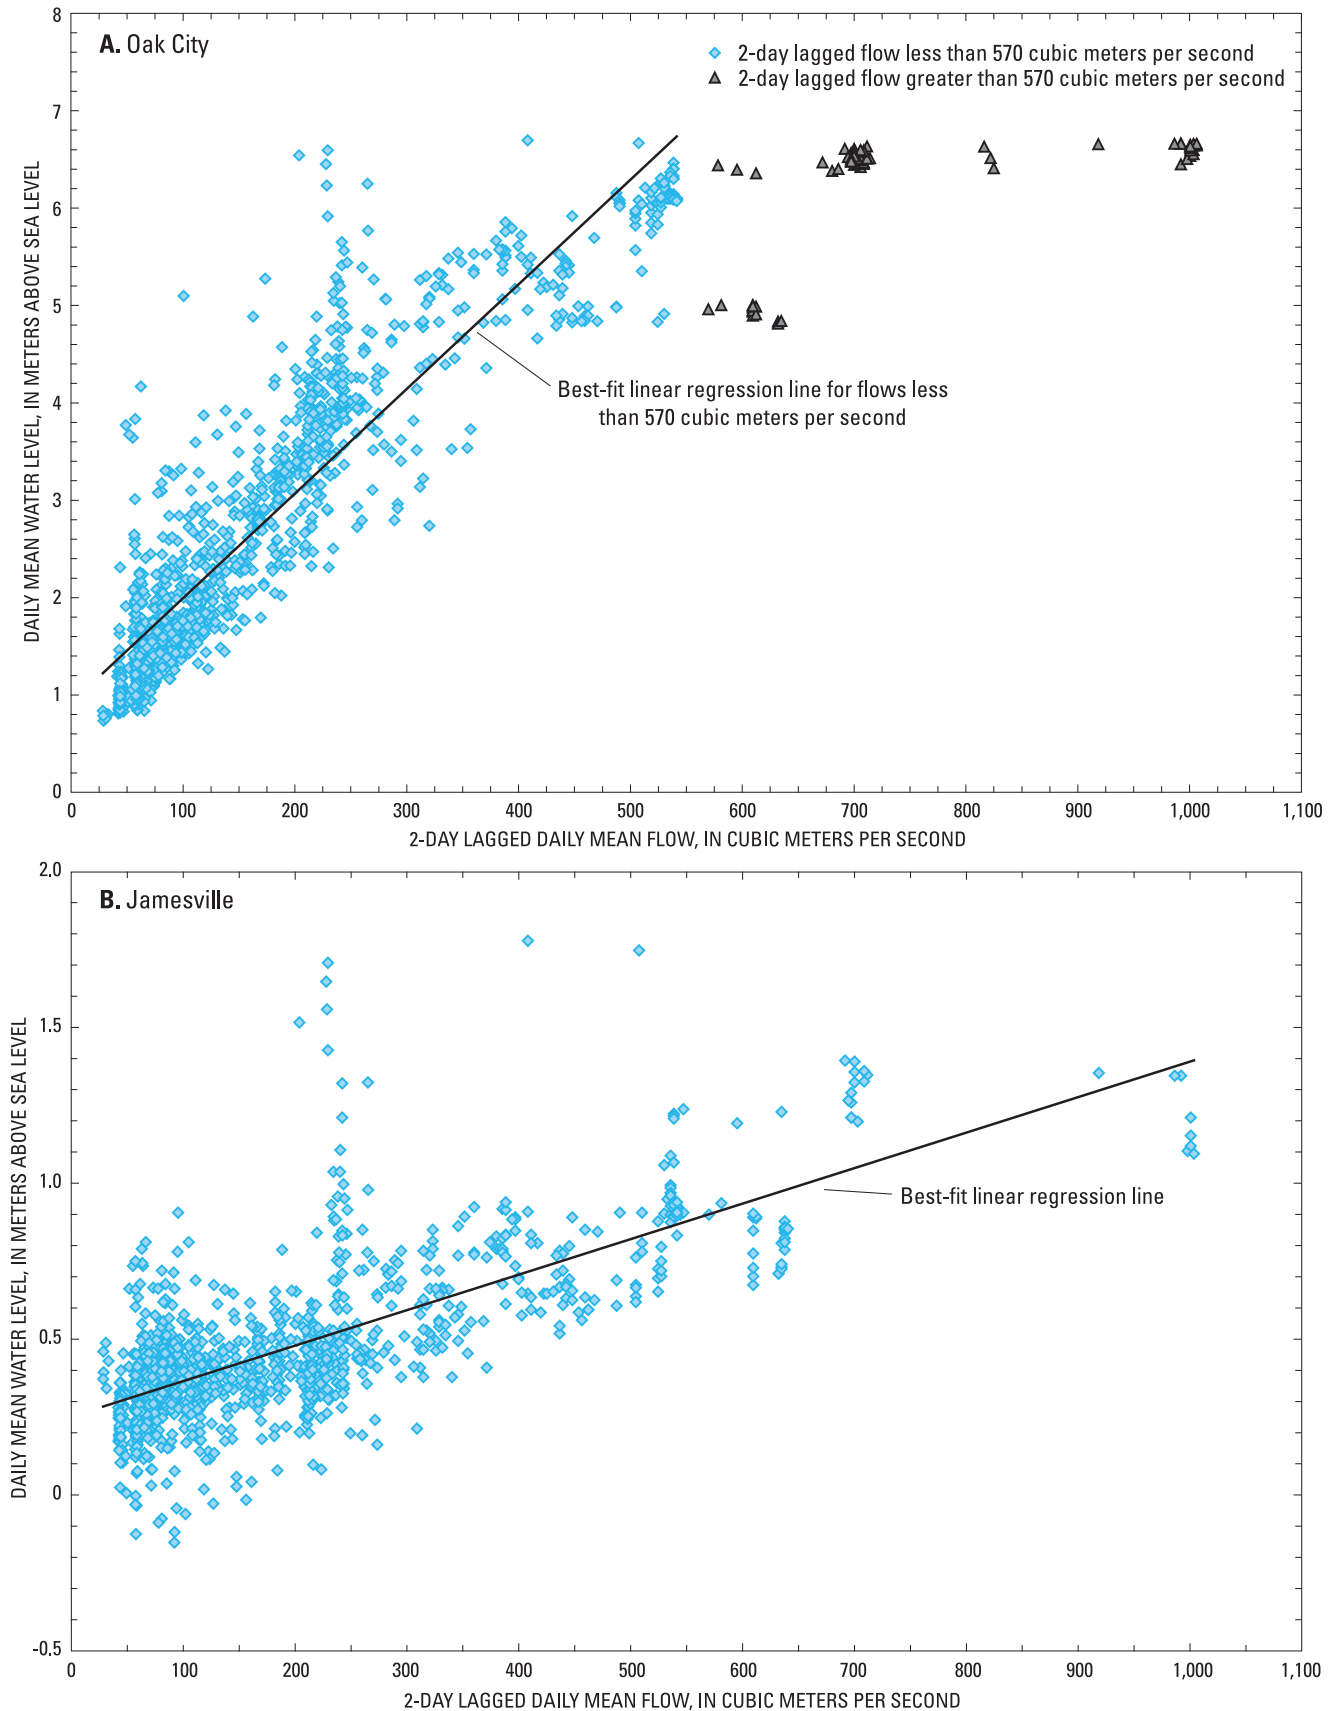 8
7
6
5
4
3
2
1
0
DAILY MEAN WATER LEVEL, IN METERS ABOVE SEA LEVEL
A. Oak City
2-day lagged flow less than 570 cubic meters per second
2-day lagged flow greater than 570 cubic meters per second
Best-fit linear regression line for flows less
than 570 cubic meters per second
0 100 200 300 400 500 600 700 800 900 1,000 1,100
2-DAY LAGGED DAILY MEAN FLOW, IN CUBIC METERS PER SECOND
2.0
1.5
1.0
0.5
0
-0.5
DAILY MEAN WATER LEVEL, IN METERS ABOVE SEA LEVEL
B. Jamesville
Best-fit linear regression line
0 100 200 300 400 500 600 700 800 900 1,000 1,100
2-DAY LAGGED DAILY MEAN FLOW, IN CUBIC METERS PER SECOND